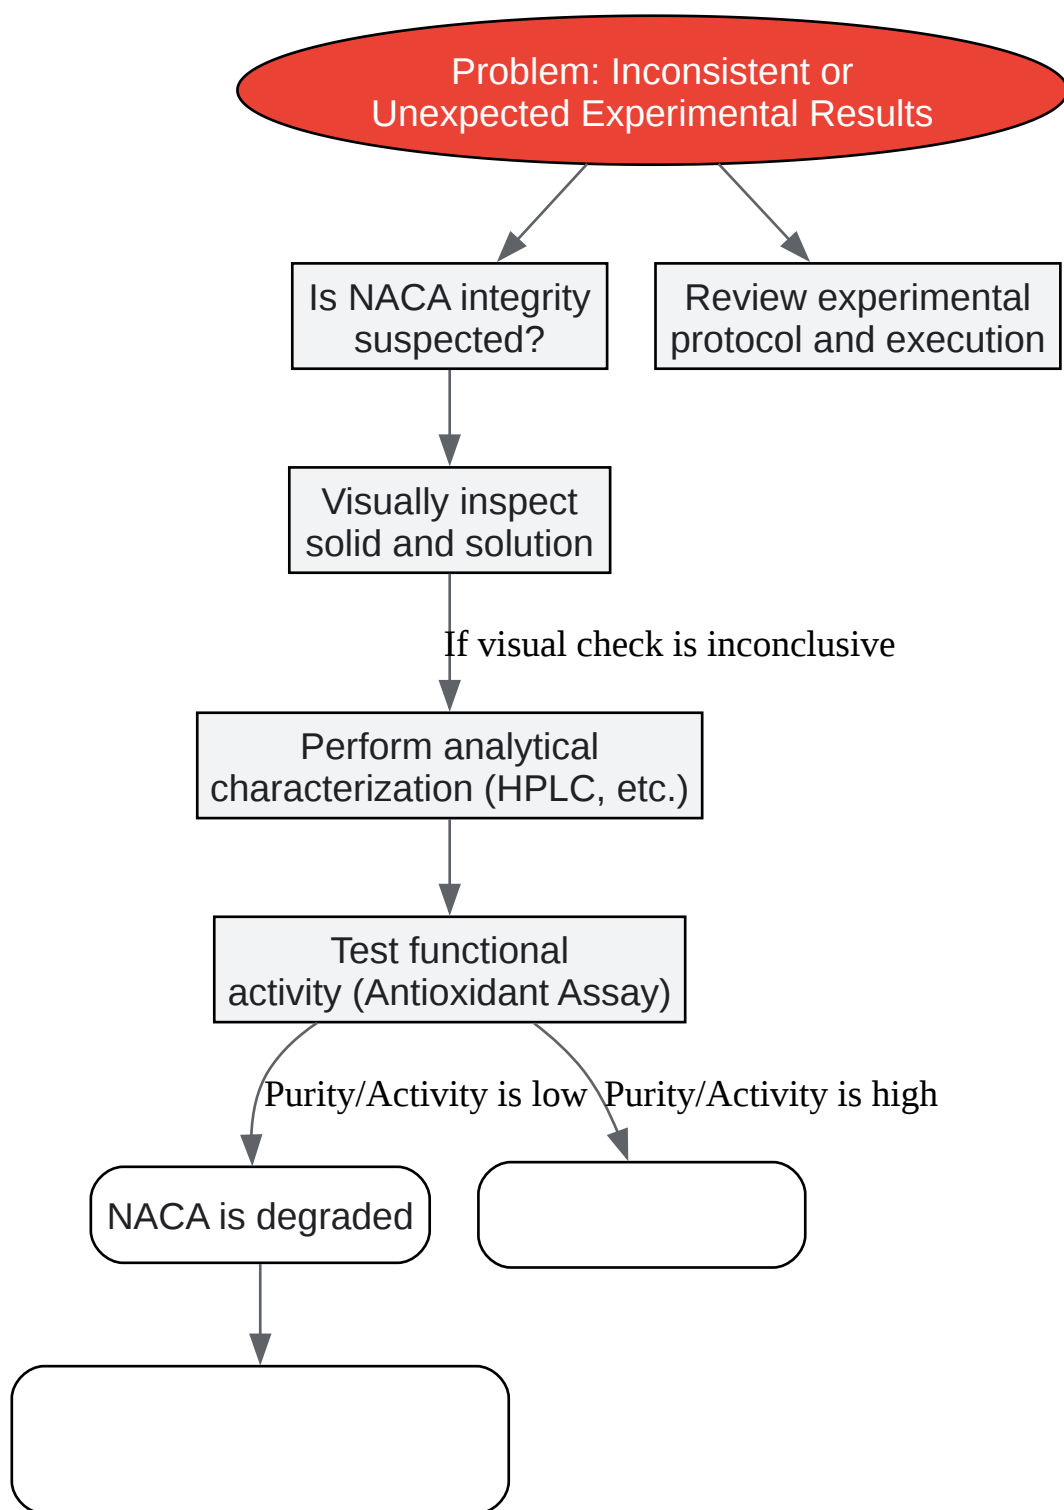 Problem: Inconsistent or
Unexpected Experimental Results
Is NACA integrity
suspected?
Review experimental
protocol and execution
Visually inspect
solid and solution
If visual check is inconclusive
Perform analytical
characterization (HPLC, etc.)
Test functional
activity (Antioxidant Assay)
Purity/Activity is low
Purity/Activity is high
NACA is degraded